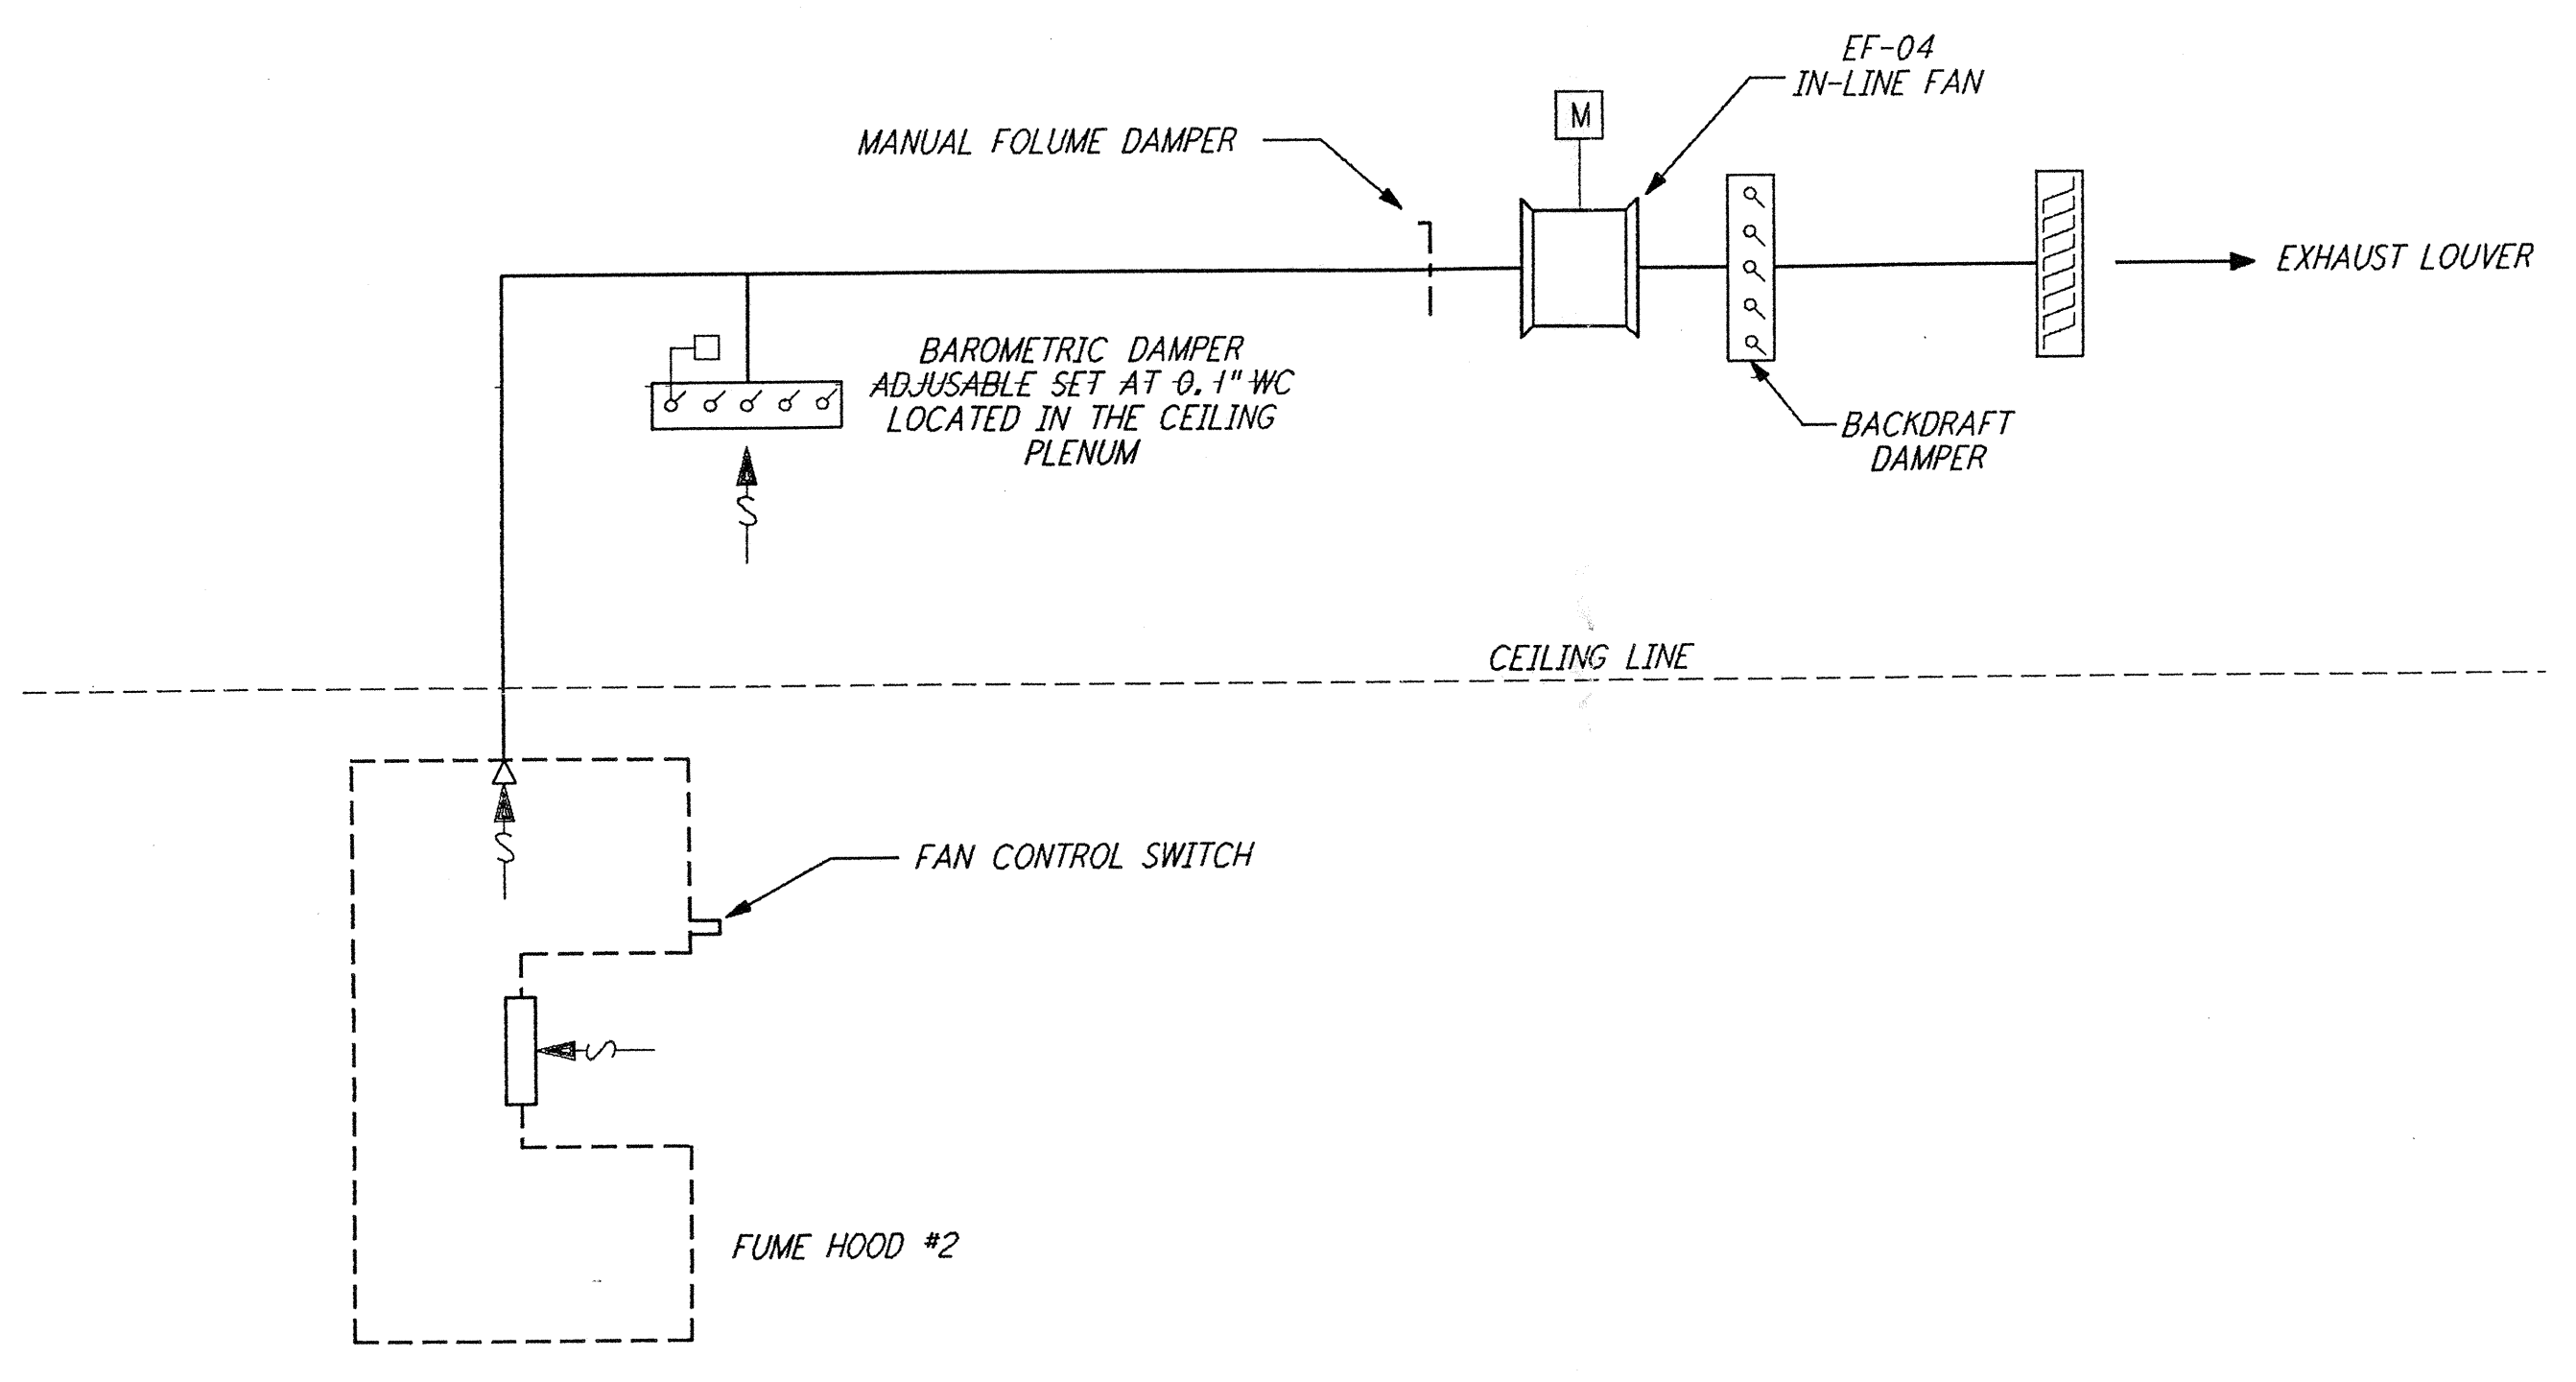 EF-04
IN-LINE FAN
M
MANUAL FOLUME DAMPER
EXHAUST LOUVER
BAROMETRIC DAMPER
ADJUSABLE SET AT 0.1" WC
LOCATED IN THE CEILING
PLENUM
BACKDRAFT
DAMPER
CEILING LINE
FAN CONTROL SWITCH
FUME HOOD #2